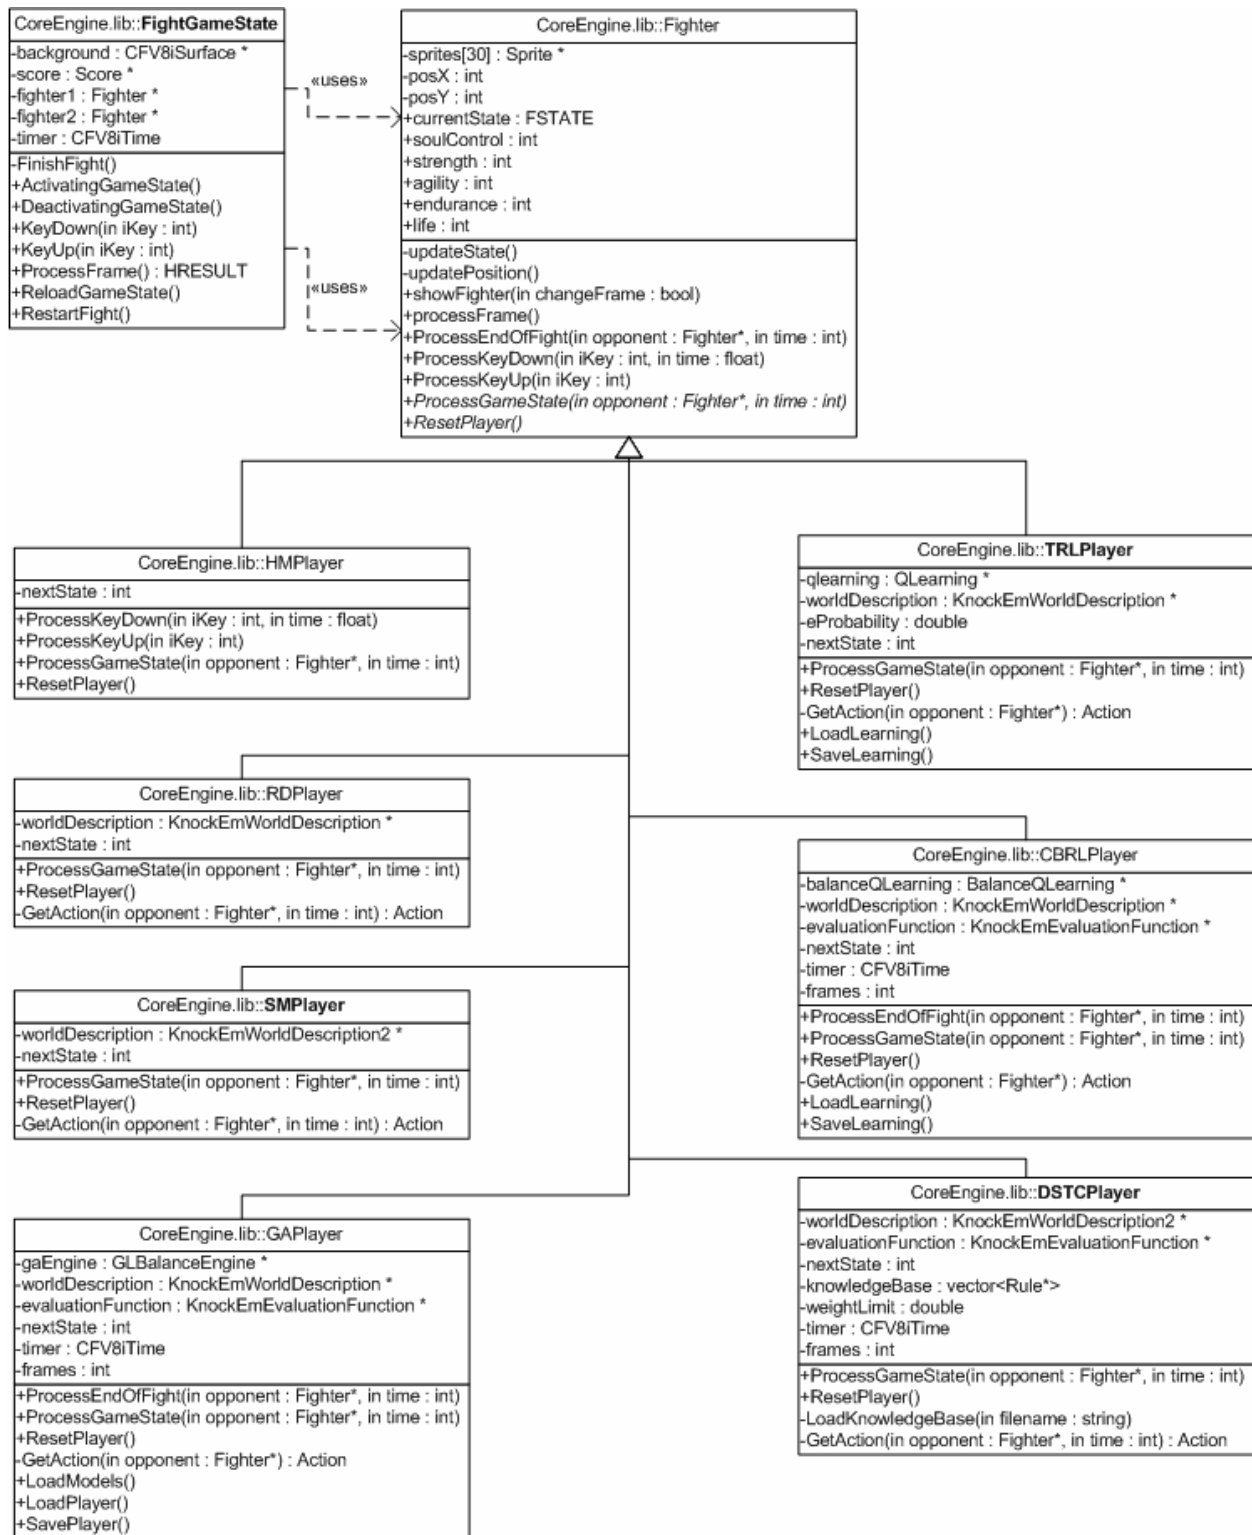 CoreEngine.lib::FightGameState
-background : CFV8iSurface *
-score : Score *
-fighter1 : Fighter *
-fighter2 : Fighter *
-timer : CFV8iTime
-FinishFight()
+ActivatingGameState()
+DeactivatingGameState()
+KeyDown(in iKey : int)
+KeyUp(in iKey : int)
+ProcessFrame() : HRESULT
+ReloadGameState()
+RestartFight()
«uses»
«uses»
CoreEngine.lib::Fighter
-sprites[30] : Sprite *
-posX : int
-posY : int
+currentState : FSTATE
+soulControl : int
+strength : int
+agility : int
+endurance : int
+life : int
-updateState()
-updatePosition()
+showFighter(in changeFrame : bool)
+processFrame()
+ProcessEndOfFight(in opponent : Fighter*, in time : int)
+ProcessKeyDown(in iKey : int, in time : float)
+ProcessKeyUp(in iKey : int)
+ProcessGameState(in opponent : Fighter*, in time : int)
+ResetPlayer()
CoreEngine.lib::HMPlayer
-nextState : int
+ProcessKeyDown(in iKey : int, in time : float)
+ProcessKeyUp(in iKey : int)
+ProcessGameState(in opponent : Fighter*, in time : int)
+ResetPlayer()
CoreEngine.lib::TRLPlayer
-qlearning : QLearning *
-worldDescription : KnockEmWorldDescription *
-eProbability : double
-nextState : int
+ProcessGameState(in opponent : Fighter*, in time : int)
+ResetPlayer()
-GetAction(in opponent : Fighter*) : Action
+LoadLearning()
+SaveLearning()
CoreEngine.lib::RDPlayer
-worldDescription : KnockEmWorldDescription *
-nextState : int
+ProcessGameState(in opponent : Fighter*, in time : int)
+ResetPlayer()
-GetAction(in opponent : Fighter*, in time : int) : Action
CoreEngine.lib::CBRLPlayer
-balanceQLearning : BalanceQLearning *
-worldDescription : KnockEmWorldDescription *
-evaluationFunction : KnockEmEvaluationFunction *
-nextState : int
-timer : CFV8iTime
-frames : int
+ProcessEndOfFight(in opponent : Fighter*, in time : int)
+ProcessGameState(in opponent : Fighter*, in time : int)
+ResetPlayer()
-GetAction(in opponent : Fighter*) : Action
+LoadLearning()
+SaveLearning()
CoreEngine.lib::SMPlayer
-worldDescription : KnockEmWorldDescription2 *
-nextState : int
+ProcessGameState(in opponent : Fighter*, in time : int)
+ResetPlayer()
-GetAction(in opponent : Fighter*, in time : int) : Action
CoreEngine.lib::DSTCPlayer
-worldDescription : KnockEmWorldDescription2 *
-evaluationFunction : KnockEmEvaluationFunction *
-nextState : int
-knowledgeBase : vector<Rule*>
-weightLimit : double
-timer : CFV8iTime
-frames : int
+ProcessGameState(in opponent : Fighter*, in time : int)
+ResetPlayer()
-LoadKnowledgeBase(in filename : string)
-GetAction(in opponent : Fighter*, in time : int) : Action
CoreEngine.lib::GAPlayer
-gaEngine : GLBalanceEngine *
-worldDescription : KnockEmWorldDescription *
-evaluationFunction : KnockEmEvaluationFunction *
-nextState : int
-timer : CFV8iTime
-frames : int
+ProcessEndOfFight(in opponent : Fighter*, in time : int)
+ProcessGameState(in opponent : Fighter*, in time : int)
+ResetPlayer()
-GetAction(in opponent : Fighter*) : Action
+LoadModels()
+LoadPlayer()
+SavePlayer()